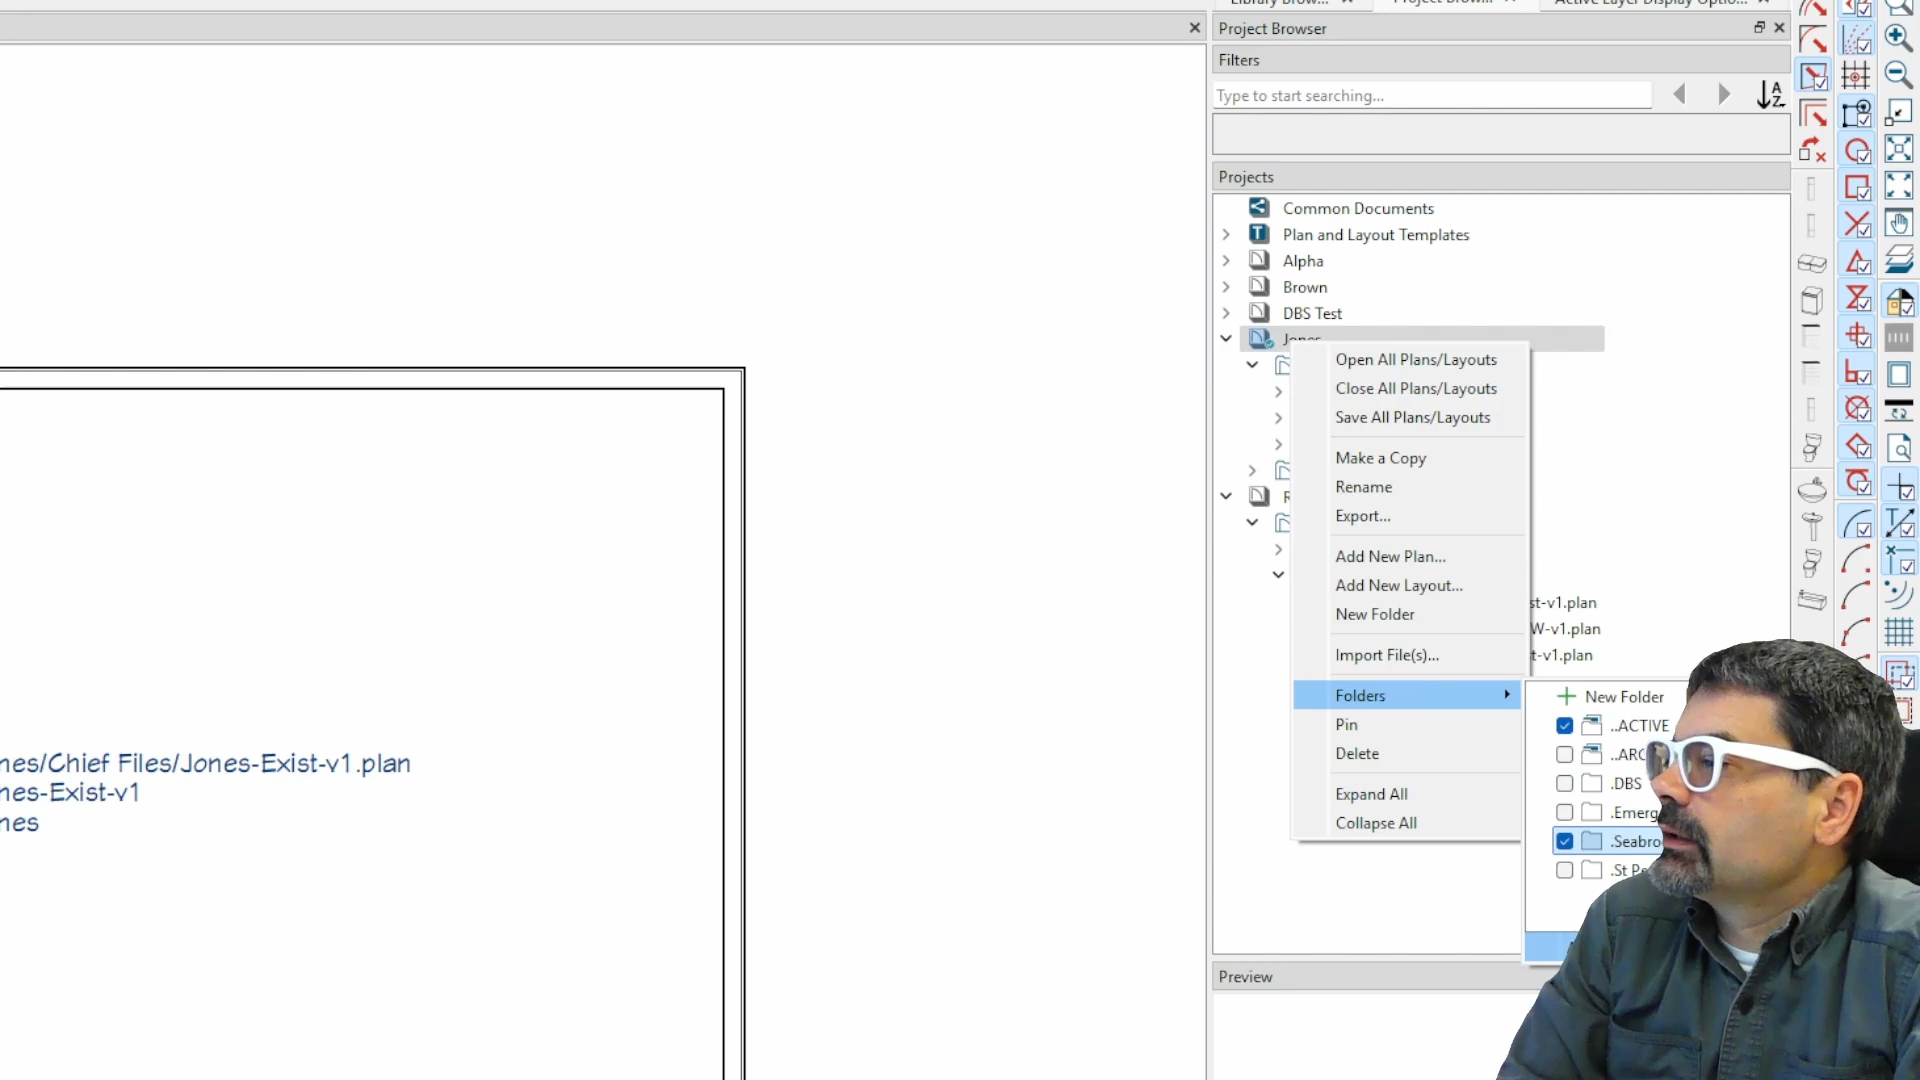 Project Browser
Filters
Type to start searching...
A
Z
Projects
Common Documents
T Plan and Layout Templates
Alpha
Brown
DBS Test
Open All Plans/Layouts
Close All Plans/Layouts
Save All Plans/Layouts
Make a Copy
Rename
Export...
Add New Plan...
Add New Layout...
New Folder
Import File(s)...
Folders
Pin
Delete
Expand All
Collapse All
st-v1.plan
W-v1.plan
t-v1.plan
New Folder
..ACTIVE
..ARC
.DBS
.Emerg
.Seabro
.St Pe
Preview
nes/Chief Files/Jones-Exist-v1.plan
nes-Exist-v1
nes